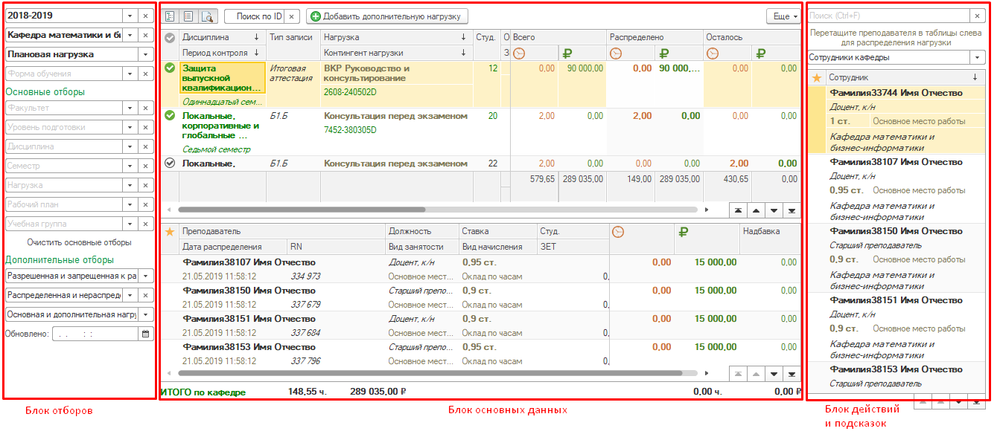 2018-2019
Кафедра математики и би
Плановая нагрузка
Форма обучения
Основные отборы
Факультет
Уровень подготовки
Дисциплина
Семестр
Нагрузка
Рабочий план
Учебная группа
Очистить основные отборы
Дополнительные отборы
Разрешенная и запрещенная к ра
Распределенная и нераспреде
Основная и дополнительная нагру
Обновлено: . . : :
Блок отборов
Поиск по ID × Добавить дополнительную нагрузку Еще
Дисциплина ↓ Тип записи Нагрузка ↓ Студ. О Всего Распределено Осталось
Период контроля ↓ Контингент нагрузки ↓ З ₽ ₽ ₽
Защита Итоговая ВКР Руководство и 12 0,00 90 000,00 0,00 90 000,... 0,00 0,00
выпускной аттестация консультирование
квалификацион... 2608-240502D
Одиннадцатый сем...
Локальные, Б1.Б Консультация перед экзаменом 20 2,00 0,00 2,00 0,00 0,00 0,00
корпоративные и 7452-380305D
глобальные ...
Седьмой семестр
Локальные, Б1.Б Консультация перед экзаменом 22 2,00 0,00 0,00 0,00 2,00 0,00
579,65 289 035,00 149,00 289 035,00 430,65 0,00
Преподаватель Должность Ставка Студ. ₽ Надбавка
Дата распределения RN Вид занятости Вид начисления ЗЕТ
Фамилия38107 Имя Отчество Доцент, к/н 0,95 ст. 0,00 15 000,00 0,00
21.05.2019 11:58:12 334 973 Основное мест... Оклад по часам 0,
Фамилия38150 Имя Отчество Старший препо... 0,9 ст. 0,00 15 000,00 0,00
21.05.2019 11:58:12 337 679 Основное мест... Оклад по часам 0,
Фамилия38151 Имя Отчество Доцент, к/н 0,9 ст. 0,00 15 000,00 0,00
21.05.2019 11:58:12 337 684 Основное мест... Оклад по часам 0,
Фамилия38153 Имя Отчество Старший препо... 0,95 ст. 0,00 15 000,00 0,00
21.05.2019 11:58:12 337 796 Основное мест... Оклад по часам 0,
ИТОГО по кафедре 148,55 ч. 289 035,00 ₽ 0,00 ч. 0,00 ₽
Блок основных данных
Поиск (Ctrl+F) ×
Перетащите преподавателя в таблицы слева
для распределения нагрузки
Сотрудники кафедры
Сотрудник ↓
Фамилия33744 Имя Отчество
Доцент, к/н
1 ст. Основное место работы
Кафедра математики и
бизнес-информатики
Фамилия38107 Имя Отчество
Доцент, к/н
0,95 ст. Основное место работы
Кафедра математики и
бизнес-информатики
Фамилия38150 Имя Отчество
Старший преподаватель
0,9 ст. Основное место работы
Кафедра математики и
бизнес-информатики
Фамилия38151 Имя Отчество
Доцент, к/н
0,9 ст. Основное место работы
Кафедра математики и
бизнес-информатики
Фамилия38153 Имя Отчество
Старший преподаватель
Блок действий
и подсказок